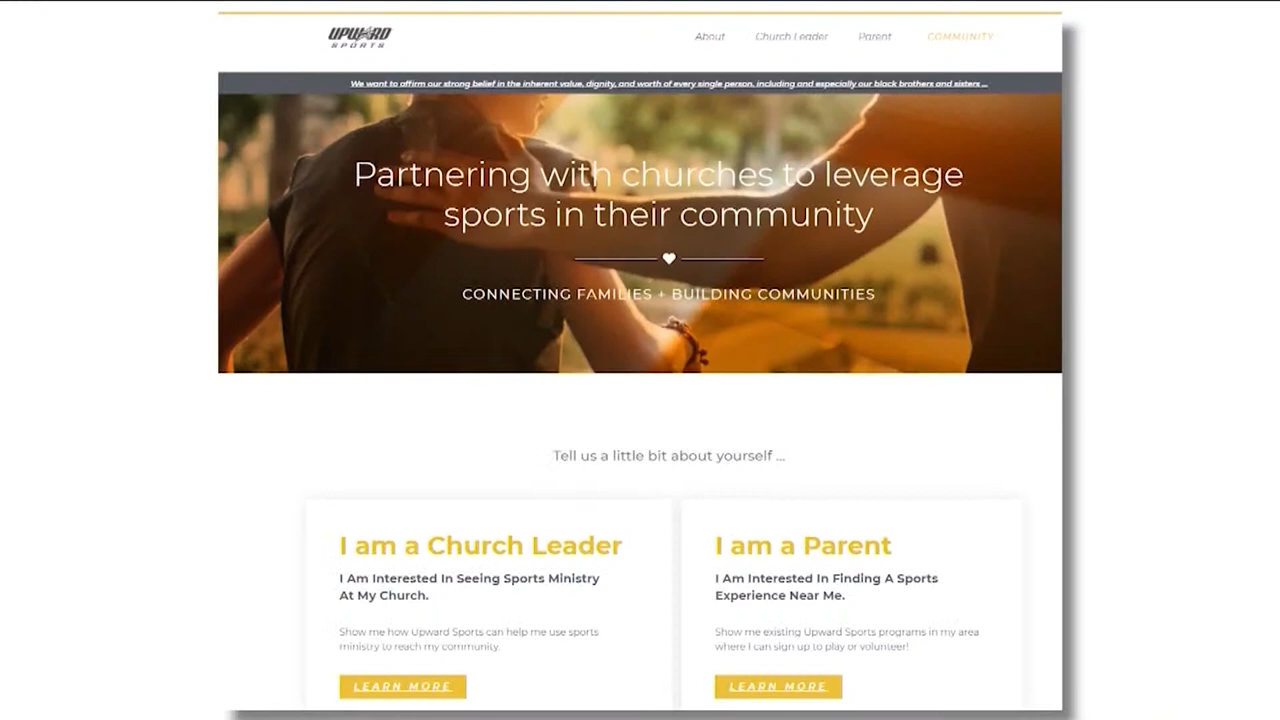 UPWARD
SPORTS
About Church Leader Parent COMMUNITY
We want to affirm our strong belief in the inherent value, dignity, and worth of every single person, including and especially our black brothers and sisters ...
Partnering with churches to leverage
sports in their community
CONNECTING FAMILIES + BUILDING COMMUNITIES
Tell us a little bit about yourself ...
I am a Church Leader
I Am Interested In Seeing Sports Ministry
At My Church.
Show me how Upward Sports can help me use sports
ministry to reach my community.
LEARN MORE
I am a Parent
I Am Interested In Finding A Sports
Experience Near Me.
Show me existing Upward Sports programs in my area
where I can sign up to play or volunteer!
LEARN MORE